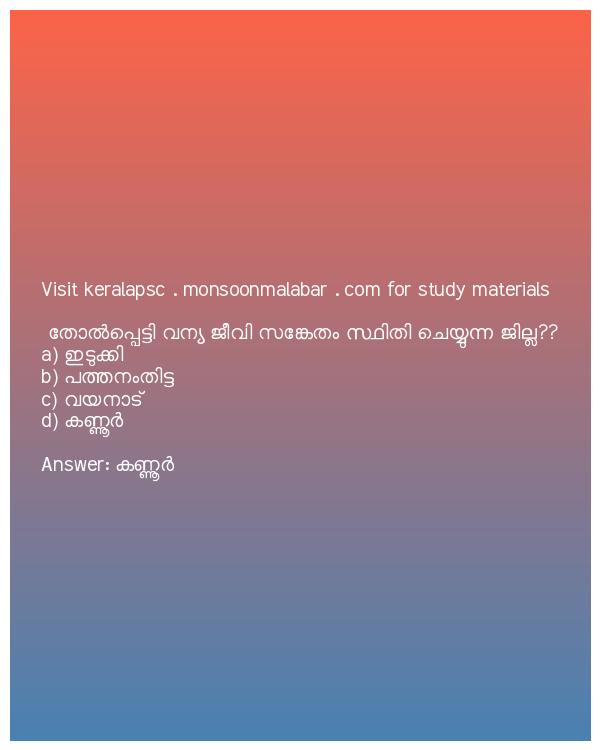 Visit keralapsc . monsoonmalabar . com for study materials
തോൽപ്പെട്ടി വന്യ ജീവി സങ്കേതം സ്ഥിതി ചെയ്യുന്ന ജില്ല??
a) ഇടുക്കി
b) പത്തനംതിട്ട
c) വയനാട്
d) കണ്ണൂർ
Answer: കണ്ണൂർ